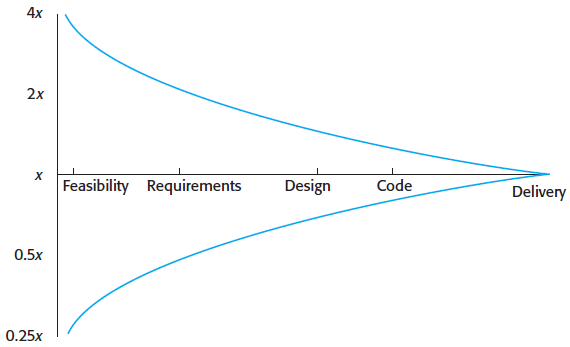 4x
2x
x
Feasibility Requirements Design Code Delivery
0.5x
0.25x